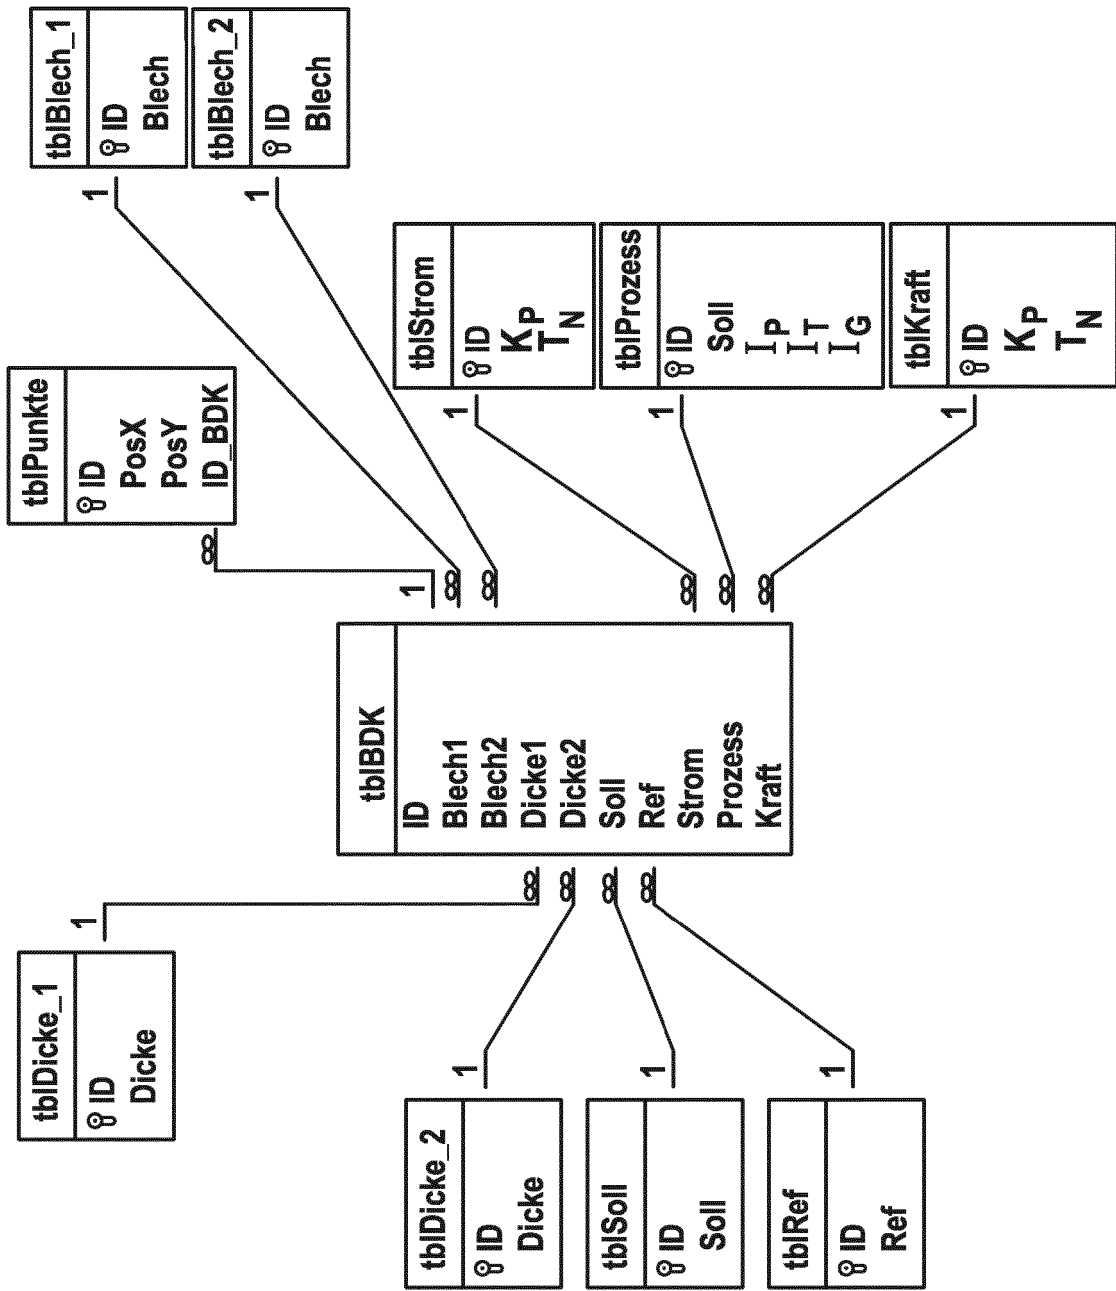 tblDicke_1
ID
Dicke
1
tblDicke_2
ID
Dicke
1
tblSoll
ID
Soll
1
tblRef
ID
Ref
1
∞
∞
∞
∞
tblBDK
ID
Blech1
Blech2
Dicke1
Dicke2
Soll
Ref
Strom
Prozess
Kraft
1
∞
∞
∞
∞
∞
tblPunkte
ID
PosX
PosY
ID_BDK
∞
tblBlech_1
ID
Blech
1
tblBlech_2
ID
Blech
1
tblStrom
ID
KP
TN
1
tblProzess
ID
Soll
IP
IT
IG
1
tblKraft
ID
KP
TN
1